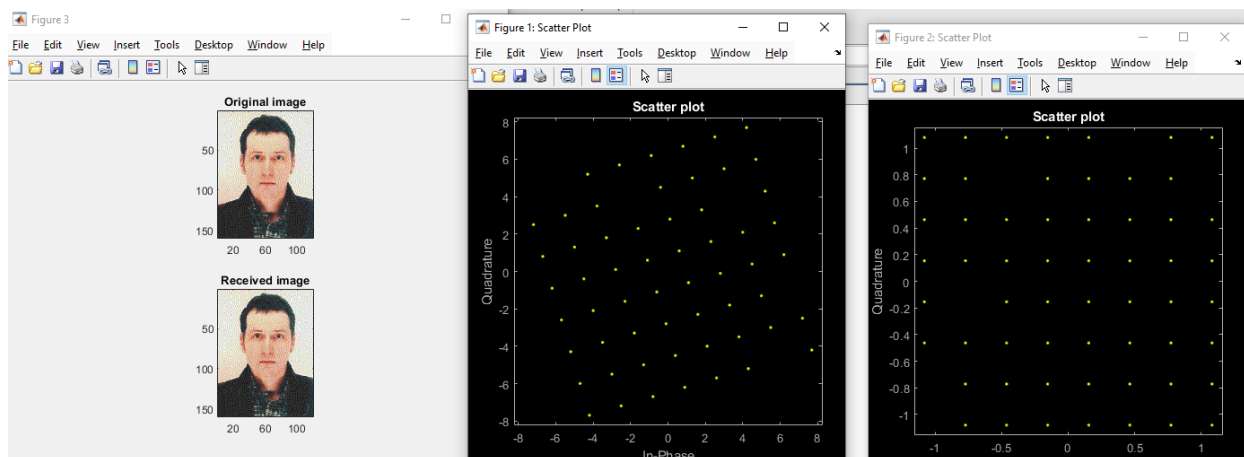 Figure 3
File Edit View Insert Tools Desktop Window Help
Original image
50
100
150
20 60 100
Received image
50
100
150
20 60 100
Figure 1: Scatter Plot
File Edit View Insert Tools Desktop Window Help
Scatter plot
8
6
4
2
0
-2
-4
-6
-8
Quadrature
-8 -6 -4 -2 0 2 4 6 8
In-Phase
Figure 2: Scatter Plot
File Edit View Insert Tools Desktop Window Help
Scatter plot
1
0.8
0.6
0.4
0.2
0
-0.2
-0.4
-0.6
-0.8
-1
Quadrature
-1 -0.5 0 0.5 1